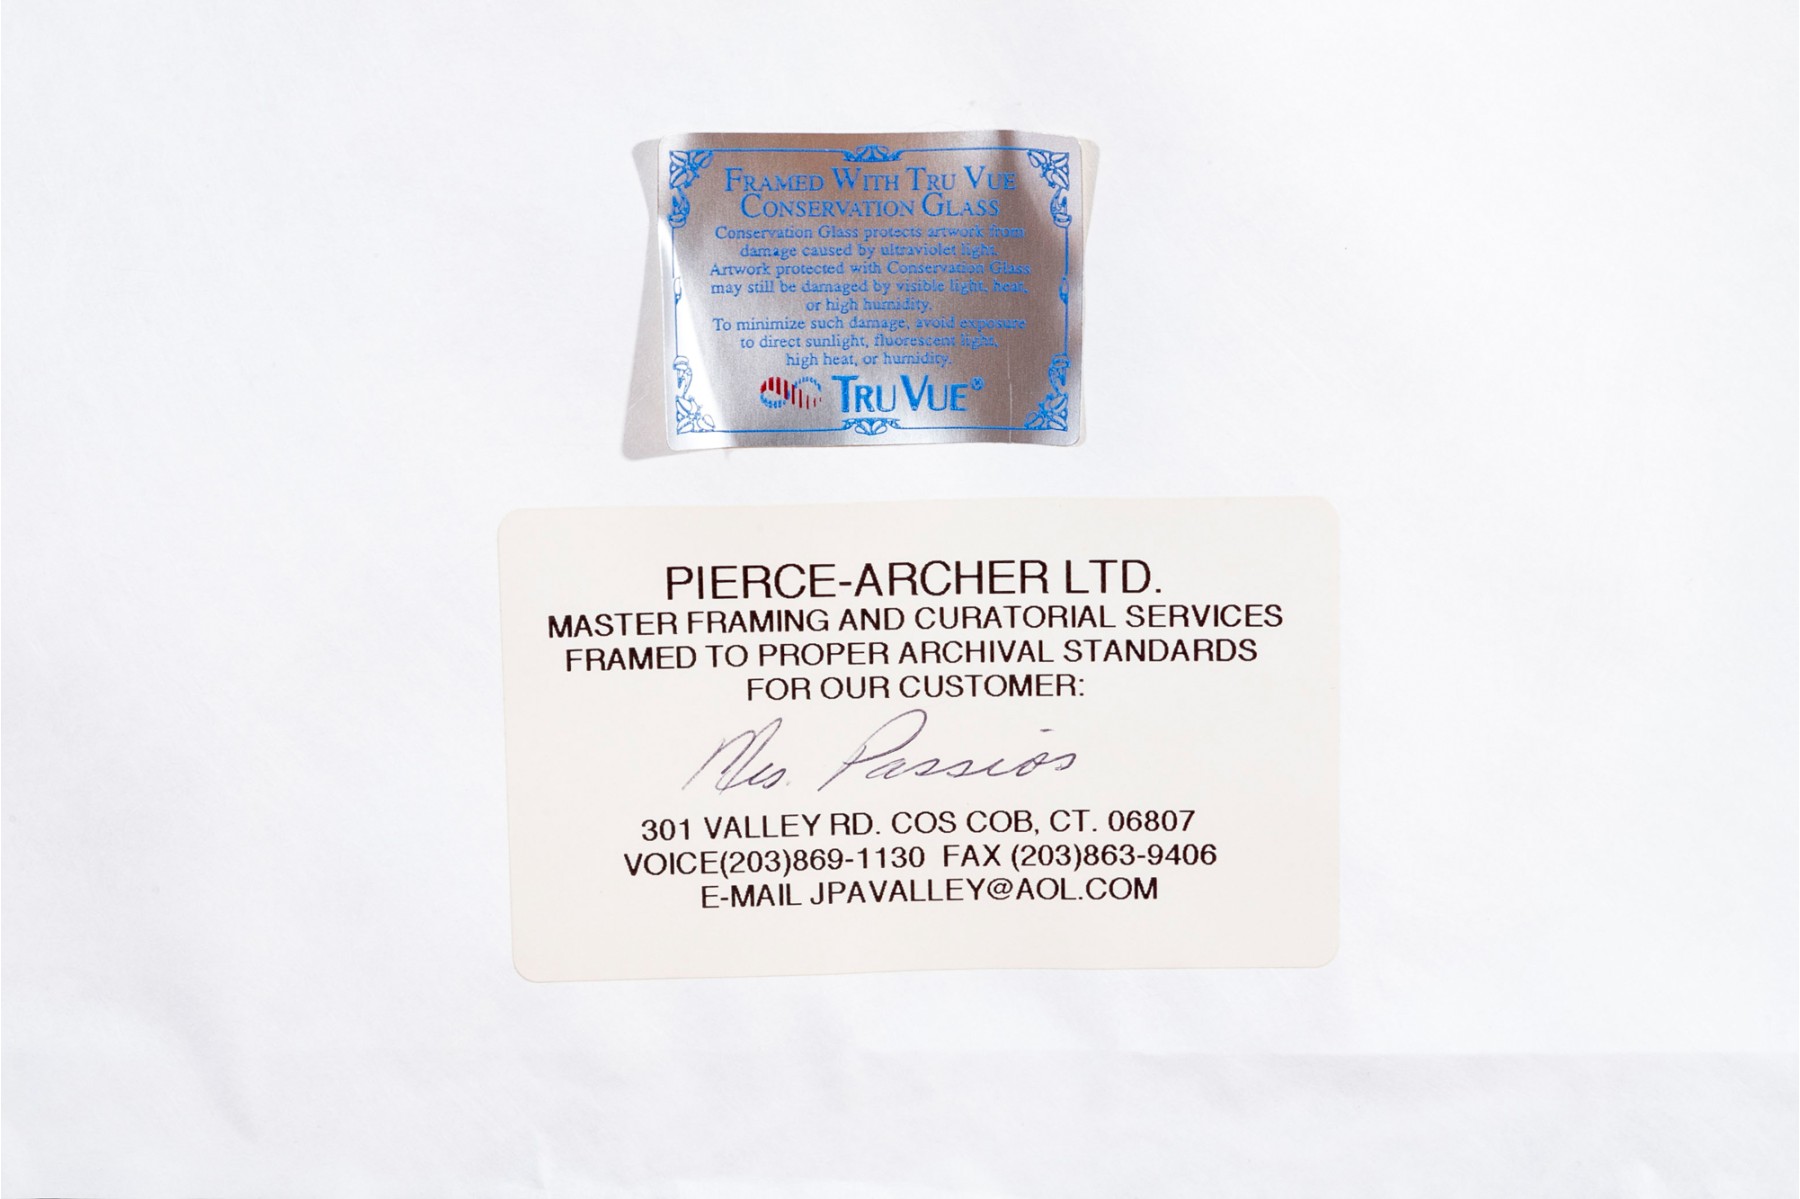 FRAMED WITH TRU VUE
CONSERVATION GLASS
Conservation Glass protects artwork from
damage caused by ultraviolet light.
Artwork protected with Conservation Glass
may still be damaged by visible light, heat,
or high humidity.
To minimize such damage, avoid exposure
to direct sunlight, fluorescent light,
high heat, or humidity.
TRU VUE®
PIERCE-ARCHER LTD.
MASTER FRAMING AND CURATORIAL SERVICES
FRAMED TO PROPER ARCHIVAL STANDARDS
FOR OUR CUSTOMER:
Mrs. Passios
301 VALLEY RD. COS COB, CT. 06807
VOICE(203)869-1130 FAX (203)863-9406
E-MAIL JPAVALLEY@AOL.COM